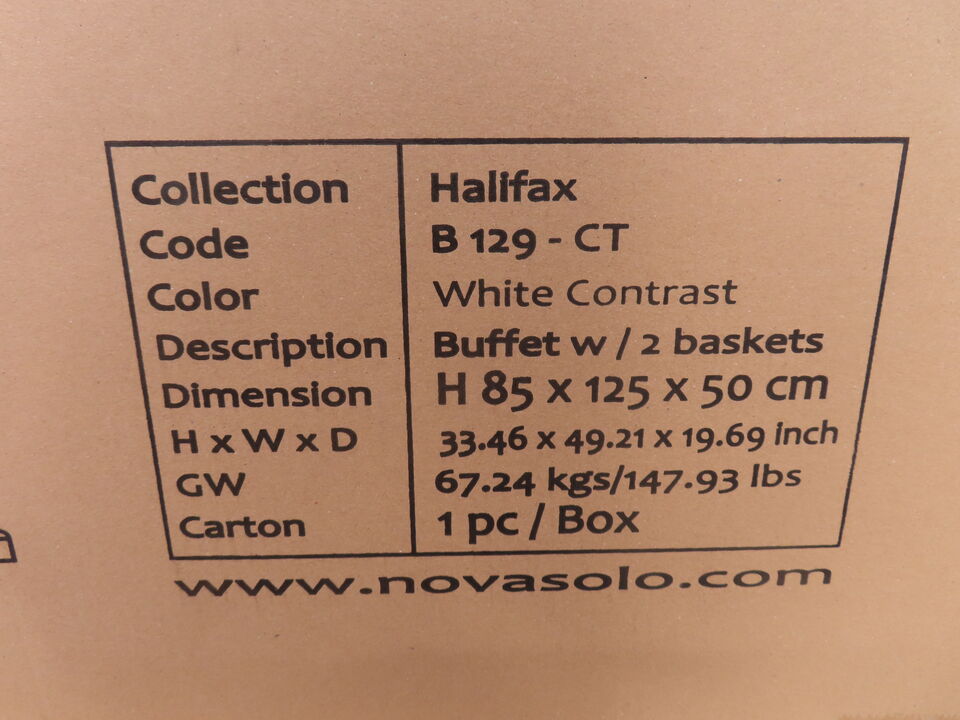 Collection Halifax
Code B 129 - CT
Color White Contrast
Description Buffet w / 2 baskets
Dimension H 85 x 125 x 50 cm
H x W x D 33.46 x 49.21 x 19.69 inch
GW 67.24 kgs/147.93 lbs
Carton 1 pc / Box
www.novasolo.com